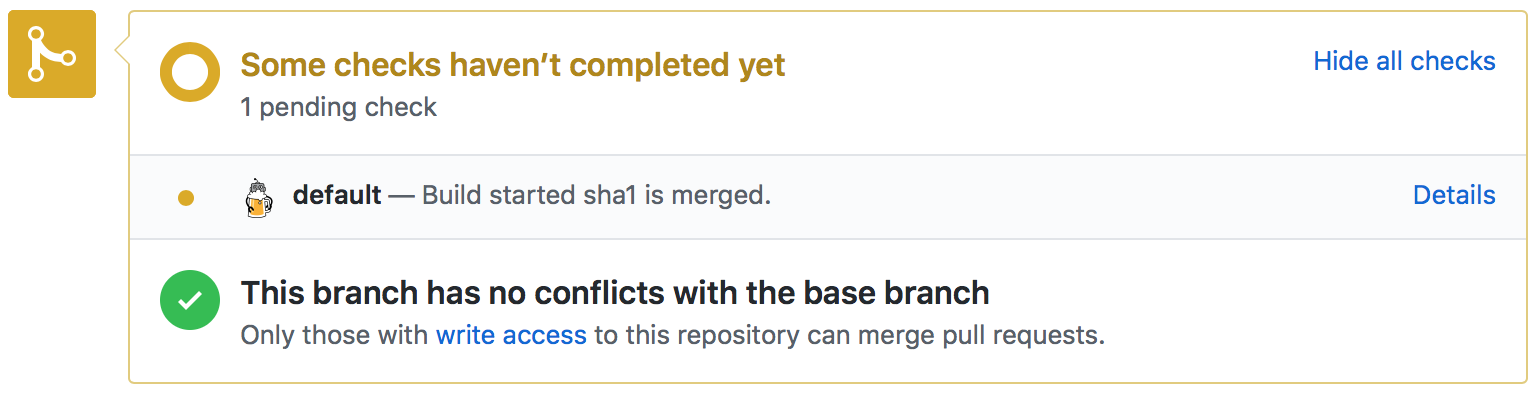 Some checks haven’t completed yet
Hide all checks
1 pending check
default — Build started sha1 is merged.
Details
This branch has no conflicts with the base branch
Only those with write access to this repository can merge pull requests.